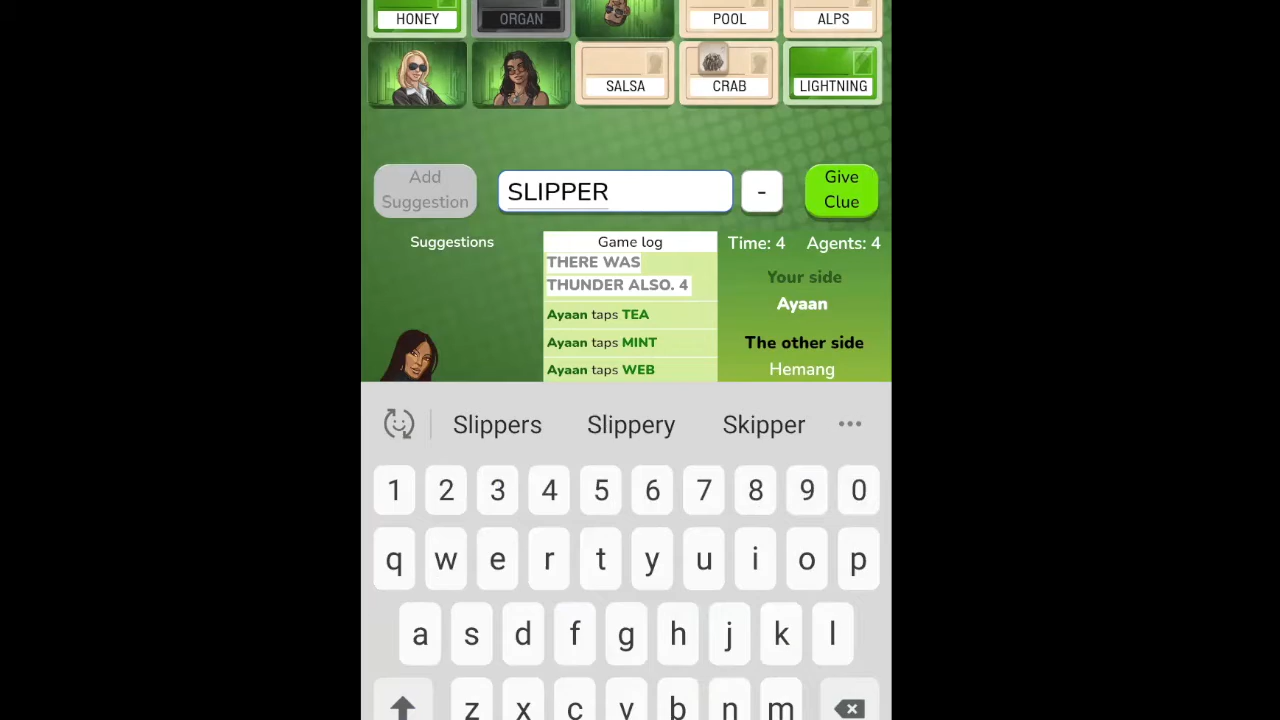 HONEY
ORGAN
POOL
ALPS
SALSA
CRAB
LIGHTNING
Add
Suggestion
SLIPPER
-
Give
Clue
Suggestions
Game log
Time: 4
Agents: 4
THERE WAS
THUNDER ALSO. 4
Ayaan taps TEA
Ayaan taps MINT
Ayaan taps WEB
Your side
Ayaan
The other side
Hemang
Slippers
Slippery
Skipper
1 2 3 4 5 6 7 8 9 0
q w e r t y u i o p
a s d f g h j k l
z x c v b n m